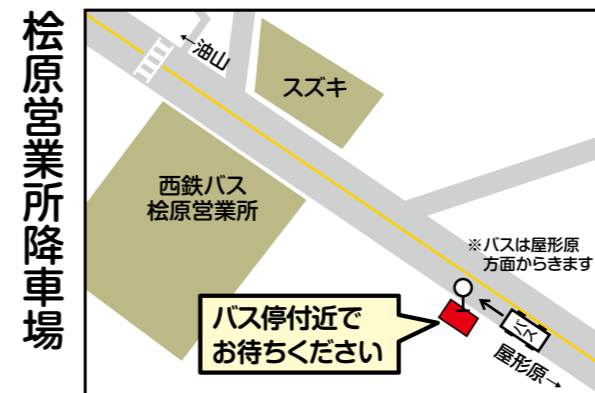 桧原営業所降車場
←油山
スズキ
西鉄バス
桧原営業所
※バスは屋形原
方面からきます
バス停付近で
お待ちください
バス
屋形原→